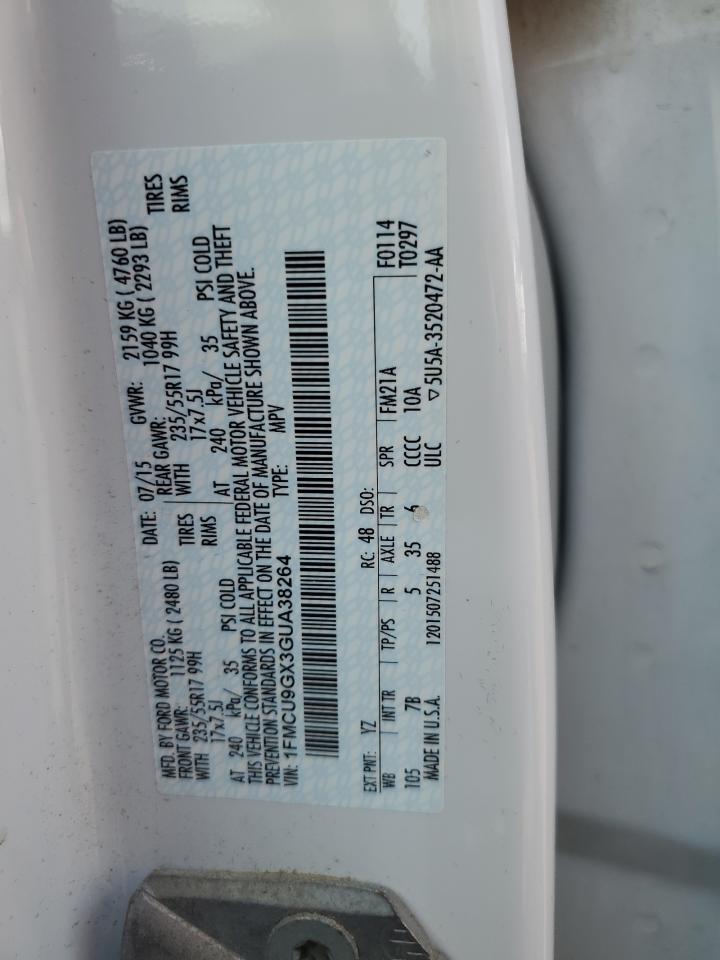 MFD. BY FORD MOTOR CO.
DATE: 07/15 GVWR: 2159 KG ( 4760 LB)
FRONT GAWR: 1125 KG (2480 LB)
REAR GAWR: 1040 KG ( 2293 LB)
WITH 235/55R17 99H TIRES
WITH 235/55R17 99H TIRES
17x7.5J RIMS
17x7.5J RIMS
AT 240 kPa/ 35 PSI COLD
AT 240 kPa/ 35 PSI COLD
THIS VEHICLE CONFORMS TO ALL APPLICABLE FEDERAL MOTOR VEHICLE SAFETY AND THEFT
PREVENTION STANDARDS IN EFFECT ON THE DATE OF MANUFACTURE SHOWN ABOVE.
VIN: 1FMCU9GX3GUA38264 TYPE: MPV
EXT PNT: YZ RC: 48 DSO: F0114
WB INT TR TP/PS R AXLE TR SPR FM21A T0297
105 7B 5 35 6 CCCC 10A
MADE IN U.S.A. 1201507251488 ULC ▽5U5A-3520472-AA